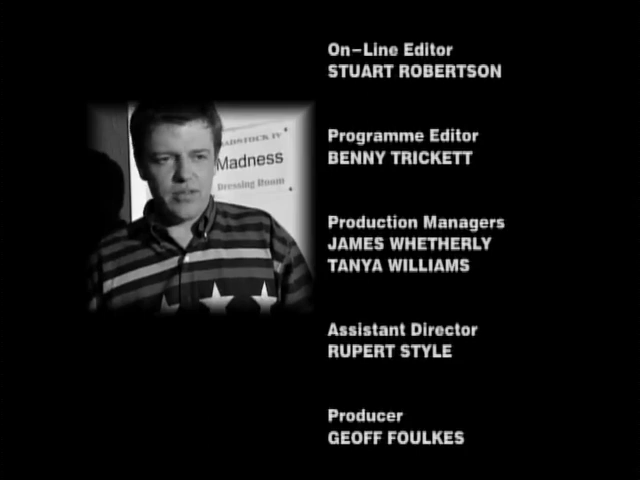 Madness
Dressing Room
On-Line Editor
STUART ROBERTSON
Programme Editor
BENNY TRICKETT
Production Managers
JAMES WHETHERLY
TANYA WILLIAMS
Assistant Director
RUPERT STYLE
Producer
GEOFF FOULKES